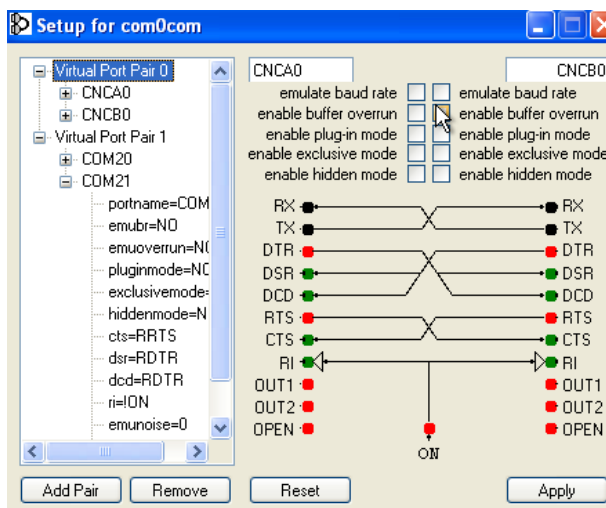 Setup for com0com
Virtual Port Pair 0
CNCA0
CNCB0
Virtual Port Pair 1
COM20
COM21
portname=COM
emubr=NO
emuoverrun=NO
pluginmode=NO
exclusivemode=
hiddenmode=N
cts=RRTS
dsr=RDTR
dcd=RDTR
ri=!ON
emunoise=0
Add Pair
Remove
CNCA0
CNCB0
emulate baud rate
emulate baud rate
enable buffer overrun
enable buffer overrun
enable plug-in mode
enable plug-in mode
enable exclusive mode
enable exclusive mode
enable hidden mode
enable hidden mode
RX
RX
TX
TX
DTR
DTR
DSR
DSR
DCD
DCD
RTS
RTS
CTS
CTS
RI
RI
OUT1
OUT1
OUT2
OUT2
OPEN
OPEN
ON
Reset
Apply